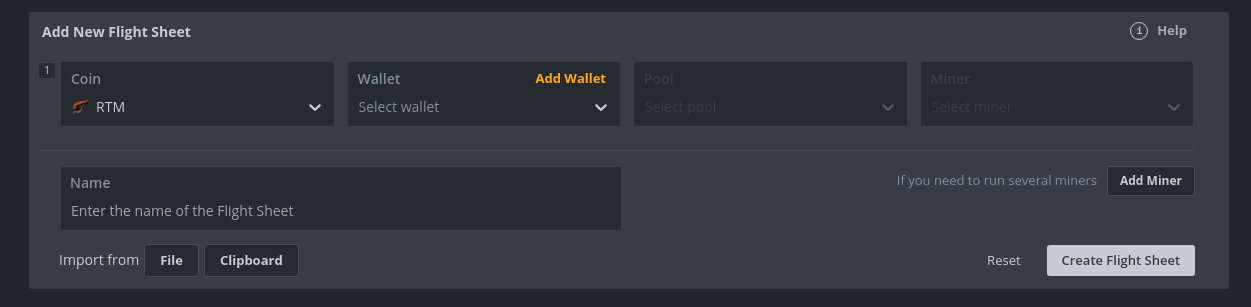 Add New Flight Sheet
i Help
1
Coin
RTM
Wallet
Add Wallet
Select wallet
Pool
Select pool
Miner
Select miner
Name
Enter the name of the Flight Sheet
If you need to run several miners
Add Miner
Import from File Clipboard
Reset Create Flight Sheet